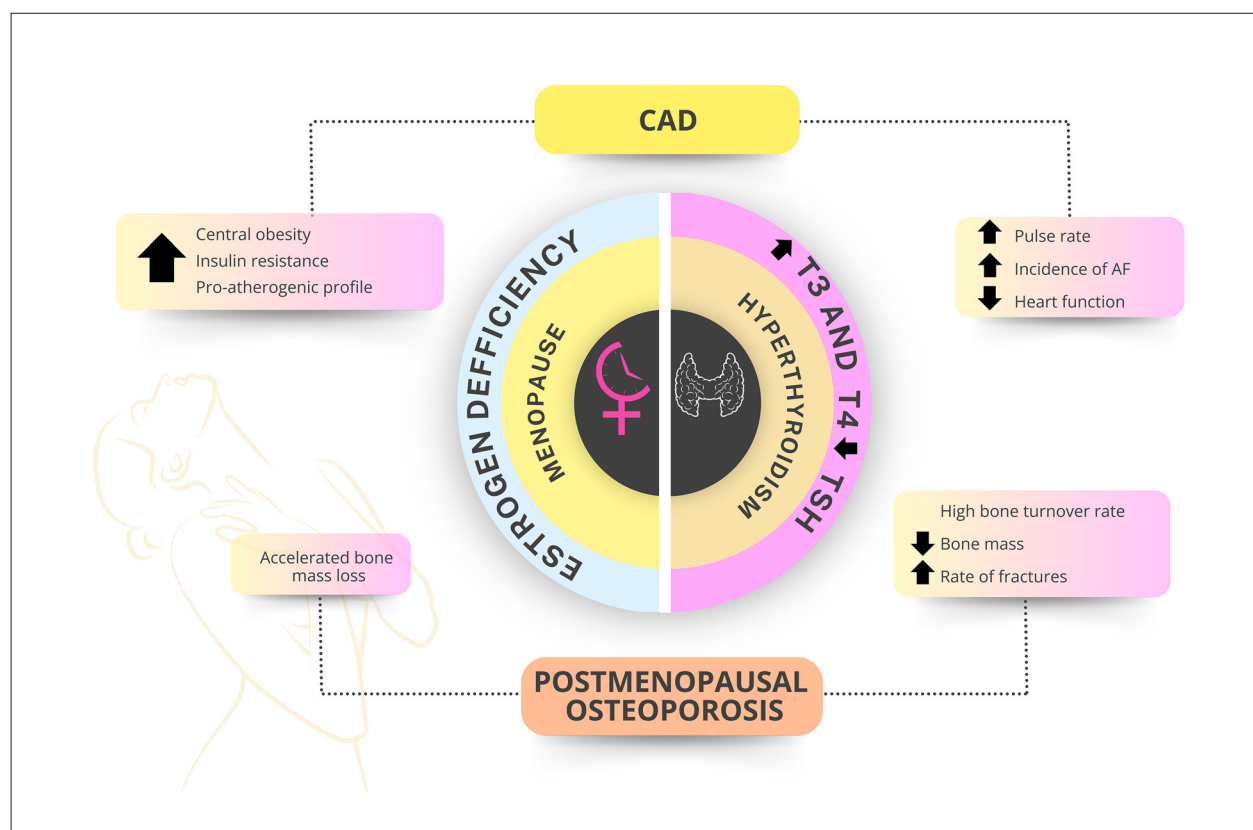 CAD
Central obesity
Insulin resistance
Pro-atherogenic profile
Pulse rate
Incidence of AF
Heart function
ESTROGEN DEFFICIENCY
MENOPAUSE
HYPERTHYROIDISM
T3 AND T4 TSH
Accelerated bone
mass loss
High bone turnover rate
Bone mass
Rate of fractures
POSTMENOPAUSAL
OSTEOPOROSIS